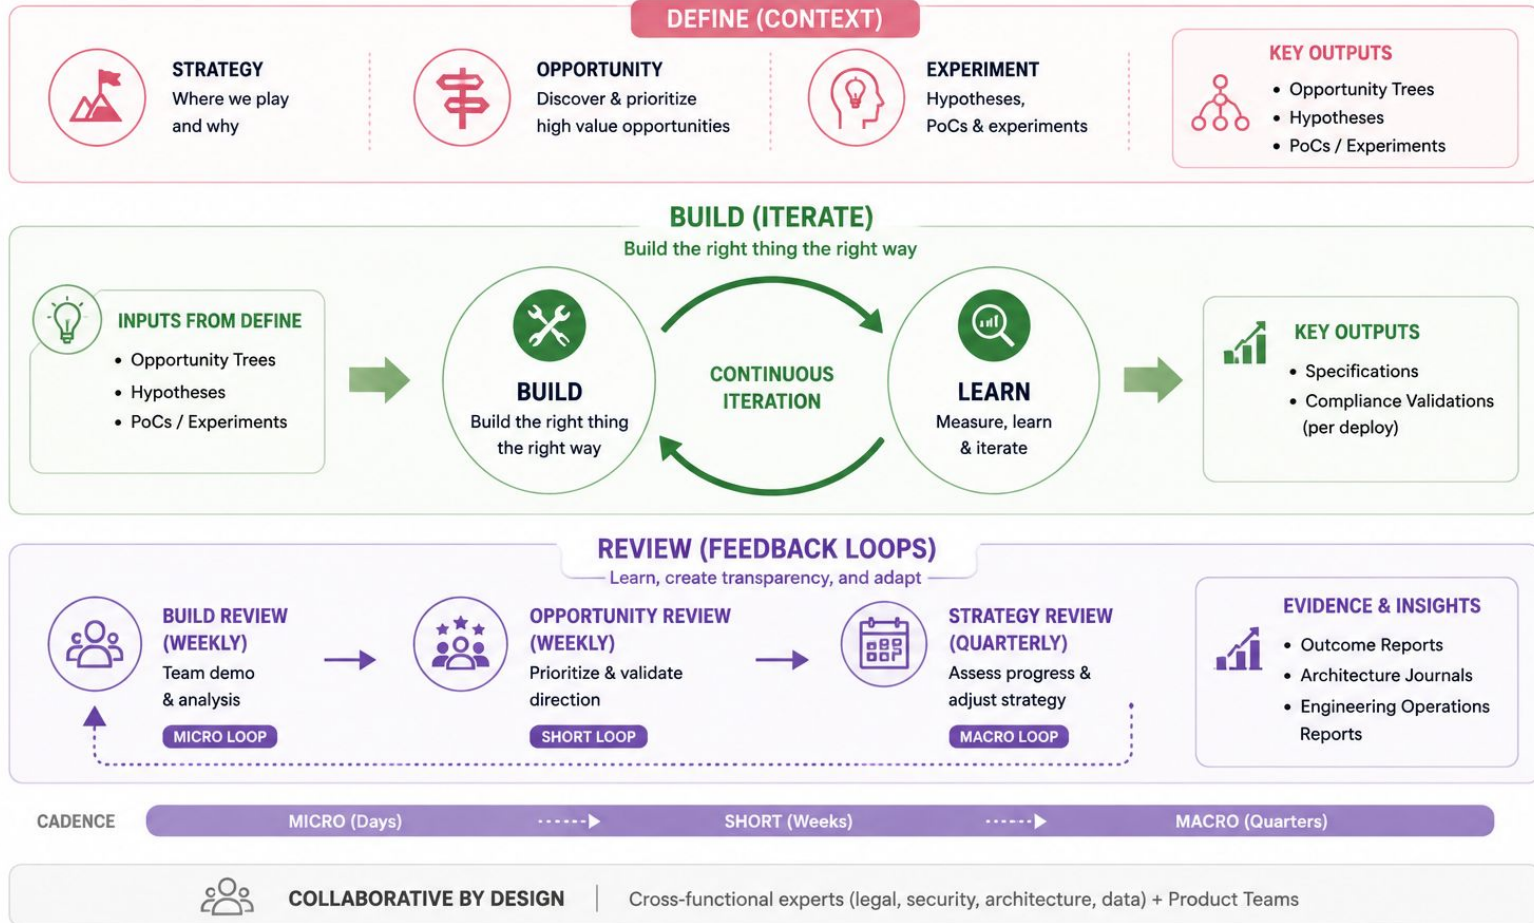 DEFINE (CONTEXT)
STRATEGY
Where we play
and why
OPPORTUNITY
Discover & prioritize
high value opportunities
EXPERIMENT
Hypotheses,
PoCs & experiments
KEY OUTPUTS
• Opportunity Trees
• Hypotheses
• PoCs / Experiments
BUILD (ITERATE)
Build the right thing the right way
INPUTS FROM DEFINE
• Opportunity Trees
• Hypotheses
• PoCs / Experiments
BUILD
Build the right thing
the right way
CONTINUOUS
ITERATION
LEARN
Measure, learn
& iterate
KEY OUTPUTS
• Specifications
• Compliance Validations
(per deploy)
REVIEW (FEEDBACK LOOPS)
Learn, create transparency, and adapt
BUILD REVIEW
(WEEKLY)
Team demo
& analysis
MICRO LOOP
OPPORTUNITY REVIEW
(WEEKLY)
Prioritize & validate
direction
SHORT LOOP
STRATEGY REVIEW
(QUARTERLY)
Assess progress &
adjust strategy
MACRO LOOP
EVIDENCE & INSIGHTS
• Outcome Reports
• Architecture Journals
• Engineering Operations
Reports
CADENCE
MICRO (Days)
SHORT (Weeks)
MACRO (Quarters)
COLLABORATIVE BY DESIGN
Cross-functional experts (legal, security, architecture, data) + Product Teams